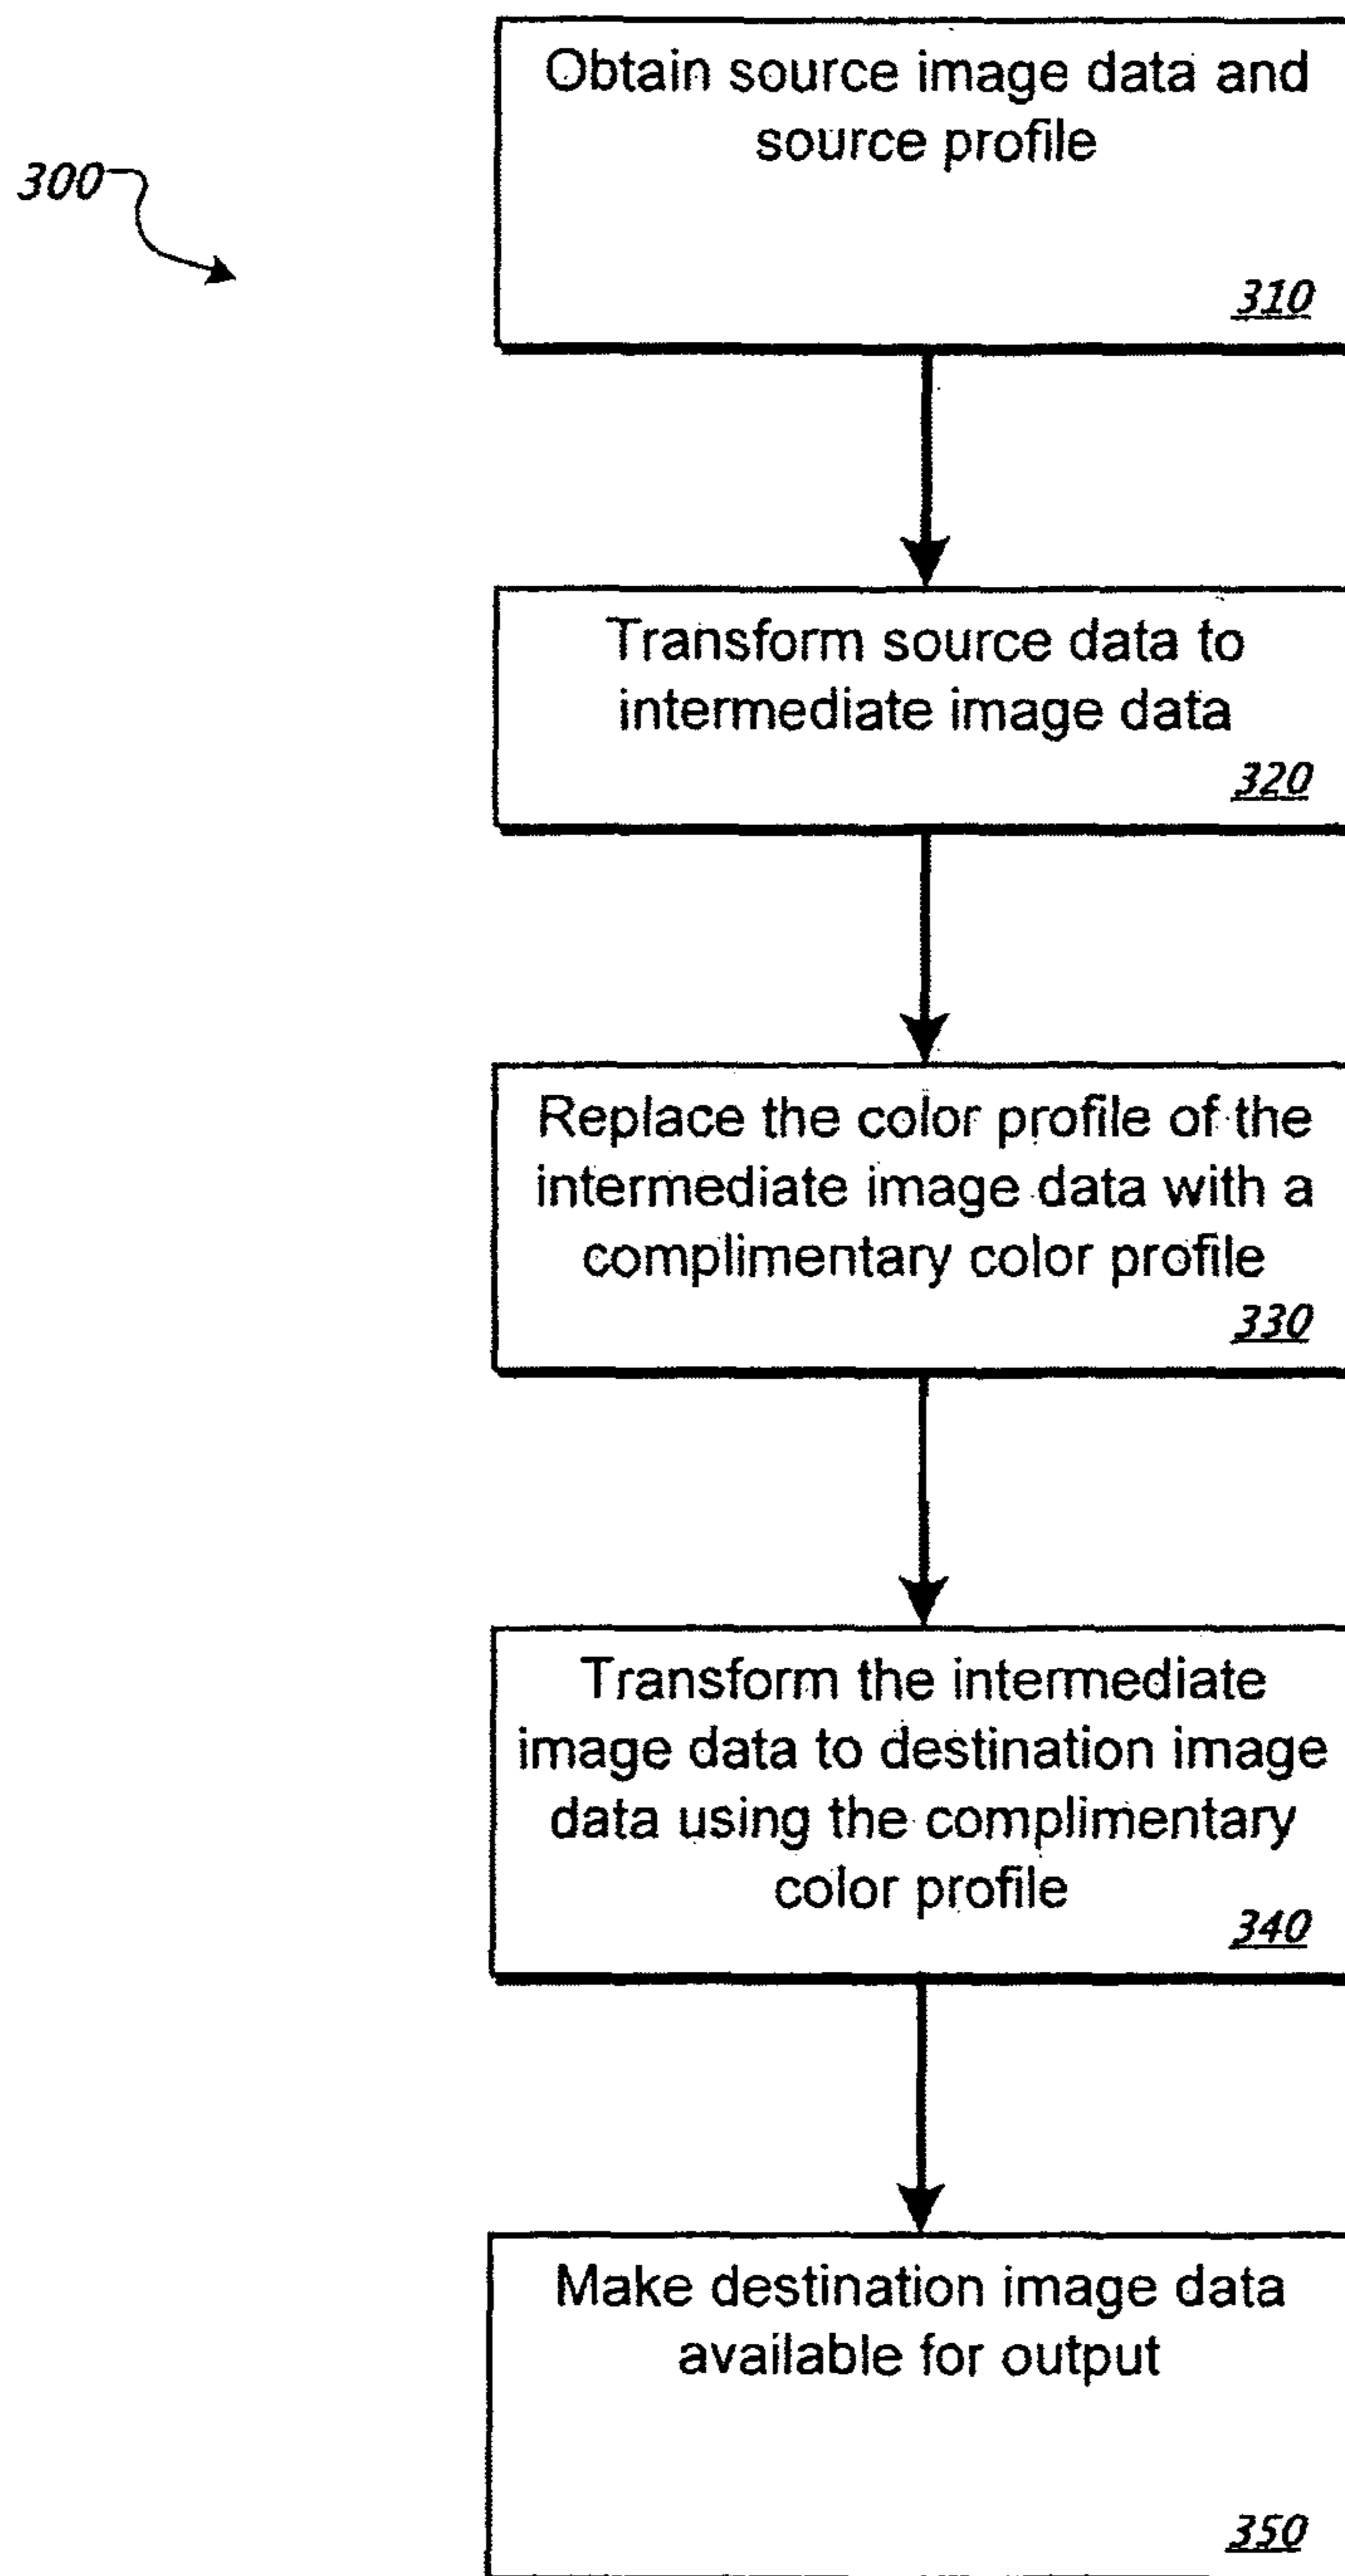 300
Obtain source image data and
source profile
310
Transform source data to
intermediate image data
320
Replace the color profile of the
intermediate image data with a
complimentary color profile
330
Transform the intermediate
image data to destination image
data using the complimentary
color profile
340
Make destination image data
available for output
350